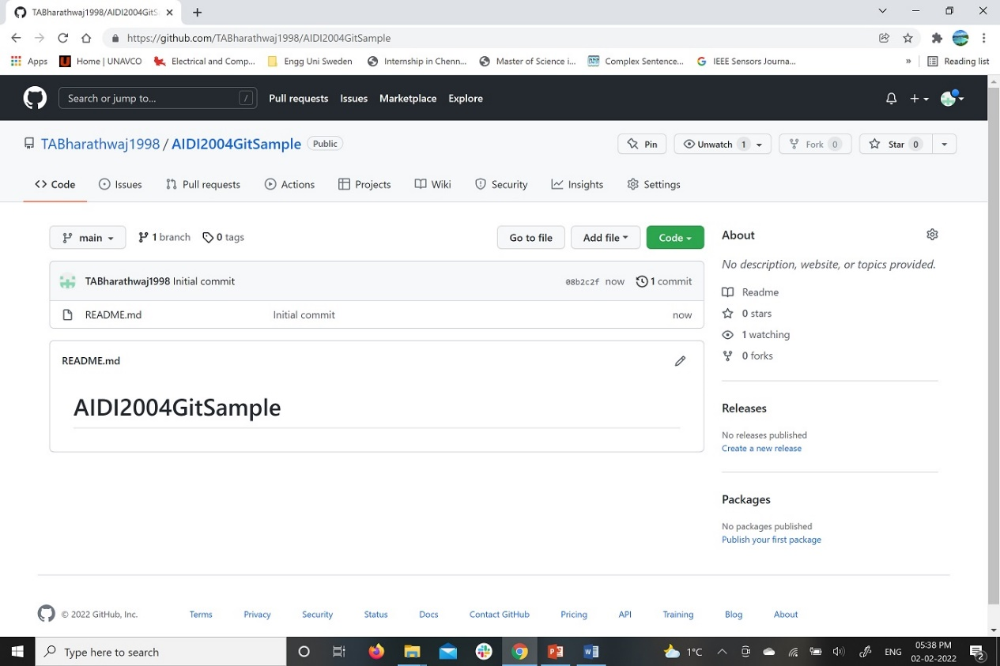 TABharathwaj1998/AIDI2004GitS
https://github.com/TABharathwaj1998/AIDI2004GitSample
Apps Home | UNAVCO Electrical and Comp... Engg Uni Sweden Internship in Chenn... Master of Science i... Complex Sentence... IEEE Sensors Journa... » Reading list
Search or jump to... / Pull requests Issues Marketplace Explore
TABharathwaj1998 / AIDI2004GitSample Public Pin Unwatch 1 Fork 0 Star 0
Code Issues Pull requests Actions Projects Wiki Security Insights Settings
main 1 branch 0 tags Go to file Add file Code
TABharathwaj1998 Initial commit 08b2c2f now 1 commit
README.md Initial commit now
README.md
AIDI2004GitSample
About
No description, website, or topics provided.
Readme
0 stars
1 watching
0 forks
Releases
No releases published
Create a new release
Packages
No packages published
Publish your first package
© 2022 GitHub, Inc. Terms Privacy Security Status Docs Contact GitHub Pricing API Training Blog About
Type here to search 1°C ENG 05:38 PM
02-02-2022 2